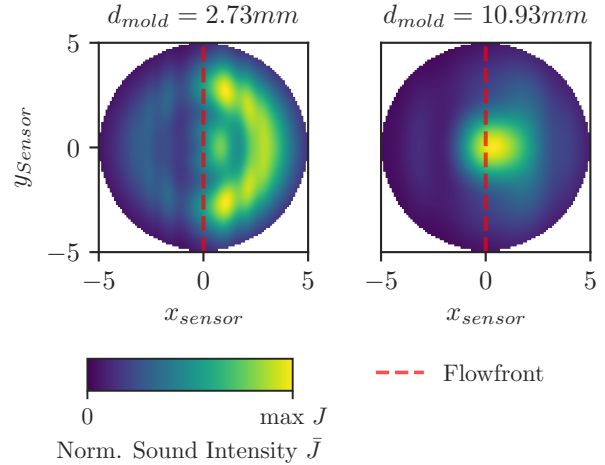 d_mold = 2.73mm
d_mold = 10.93mm
5
0
−5
y_Sensor
−5 0 5
−5 0 5
x_sensor
x_sensor
0 max J
Norm. Sound Intensity J̄
Flowfront